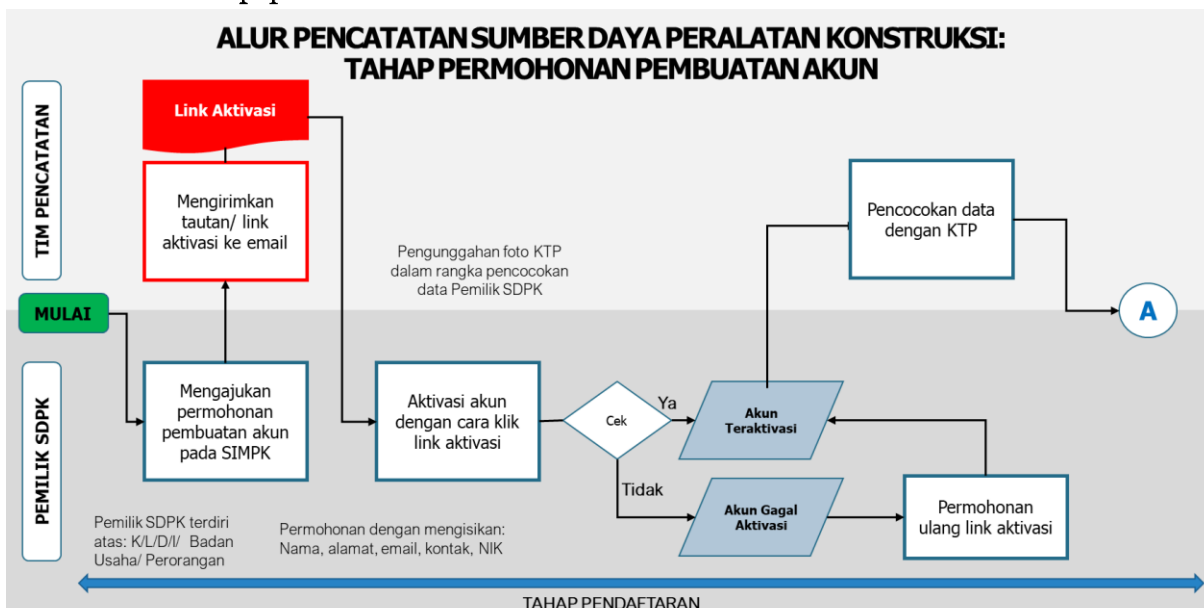 ALUR PENCATATAN SUMBER DAYA PERALATAN KONSTRUKSI:
TAHAP PERMOHONAN PEMBUATAN AKUN
TIM PENCATATAN
Link Aktivasi
Mengirimkan
tautan/ link
aktivasi ke email
Pengunggahan foto KTP
dalam rangka pencocokan
data Pemilik SDPK
Pencocokan data
dengan KTP
MULAI
A
PEMILIK SDPK
Mengajukan
permohonan
pembuatan akun
pada SIMPK
Aktivasi akun
dengan cara klik
link aktivasi
Cek
Ya
Akun
Teraktivasi
Tidak
Akun Gagal
Aktivasi
Permohonan
ulang link aktivasi
Pemilik SDPK terdiri
atas: K/L/D/I/ Badan
Usaha/ Perorangan
Permohonan dengan mengisikan:
Nama, alamat, email, kontak, NIK
TAHAP PENDAFTARAN